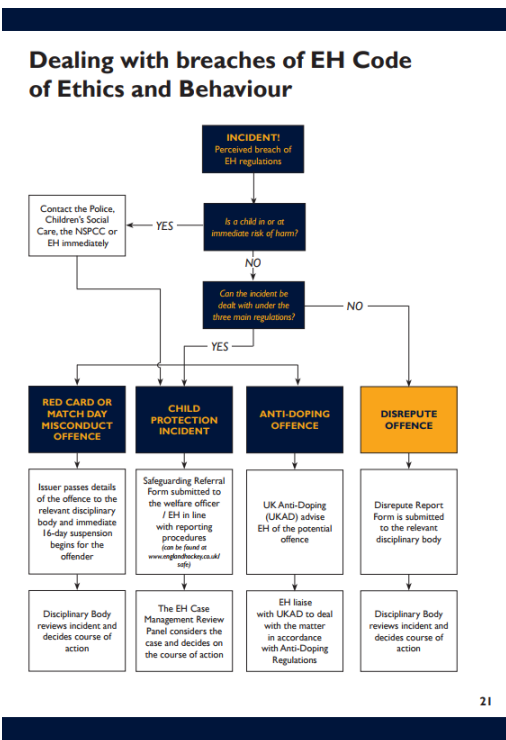 Dealing with breaches of EH Code
of Ethics and Behaviour
INCIDENT!
Perceived breach of
EH regulations
Contact the Police,
Children's Social
Care, the NSPCC or
EH immediately
YES
Is a child in or at
immediate risk of harm?
NO
Can the incident be
dealt with under the
three main regulations?
NO
YES
RED CARD OR
MATCH DAY
MISCONDUCT
OFFENCE
CHILD
PROTECTION
INCIDENT
ANTI-DOPING
OFFENCE
DISREPUTE
OFFENCE
Issuer passes details
of the offence to the
relevant disciplinary
body and immediate
16-day suspension
begins for the
offender
Safeguarding Referral
Form submitted to
the welfare officer
/ EH in line
with reporting
procedures
(can be found at
www.englandhockey.co.uk/
safe)
UK Anti-Doping
(UKAD) advise
EH of the potential
offence
Disrepute Report
Form is submitted
to the relevant
disciplinary body
Disciplinary Body
reviews incident and
decides course of
action
The EH Case
Management Review
Panel considers the
case and decides on
the course of action
EH liaise
with UKAD to deal
with the matter
in accordance
with Anti-Doping
Regulations
Disciplinary Body
reviews incident and
decides course of
action
21